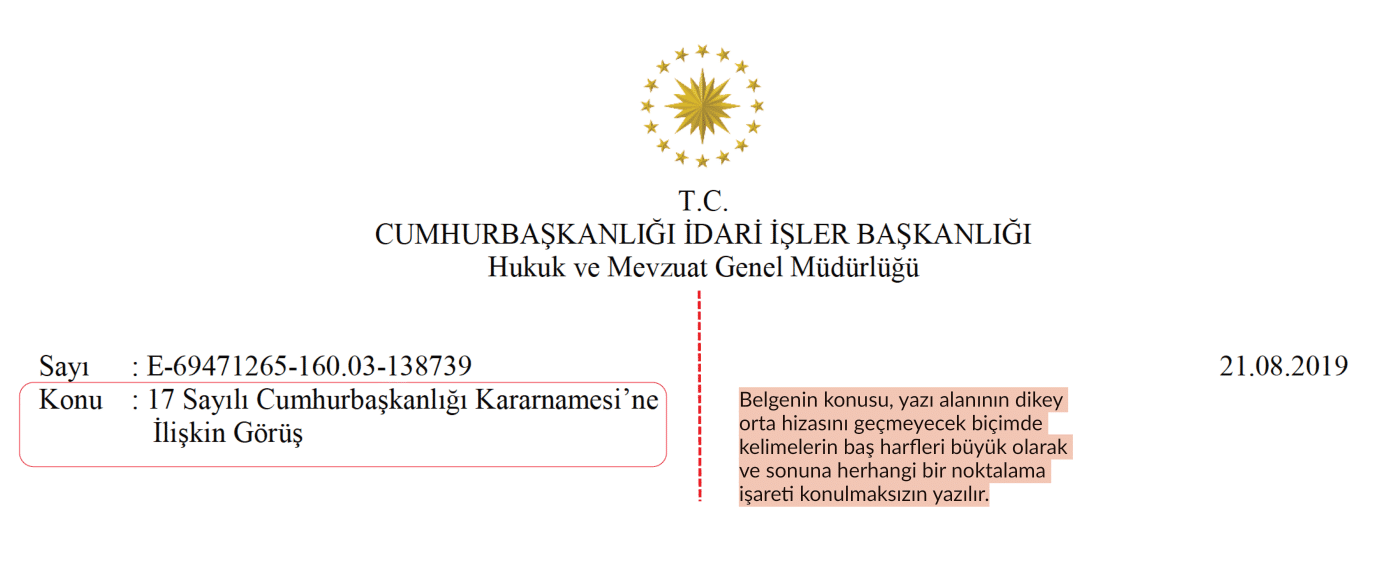 T.C.
CUMHURBAŞKANLIĞI İDARİ İŞLER BAŞKANLIĞI
Hukuk ve Mevzuat Genel Müdürlüğü
Sayı : E-69471265-160.03-138739 21.08.2019
Konu : 17 Sayılı Cumhurbaşkanlığı Kararnamesi’ne
İlişkin Görüş
Belgenin konusu, yazı alanının dikey
orta hizasını geçmeyecek biçimde
kelimelerin baş harfleri büyük olarak
ve sonuna herhangi bir noktalama
işareti konulmaksızın yazılır.